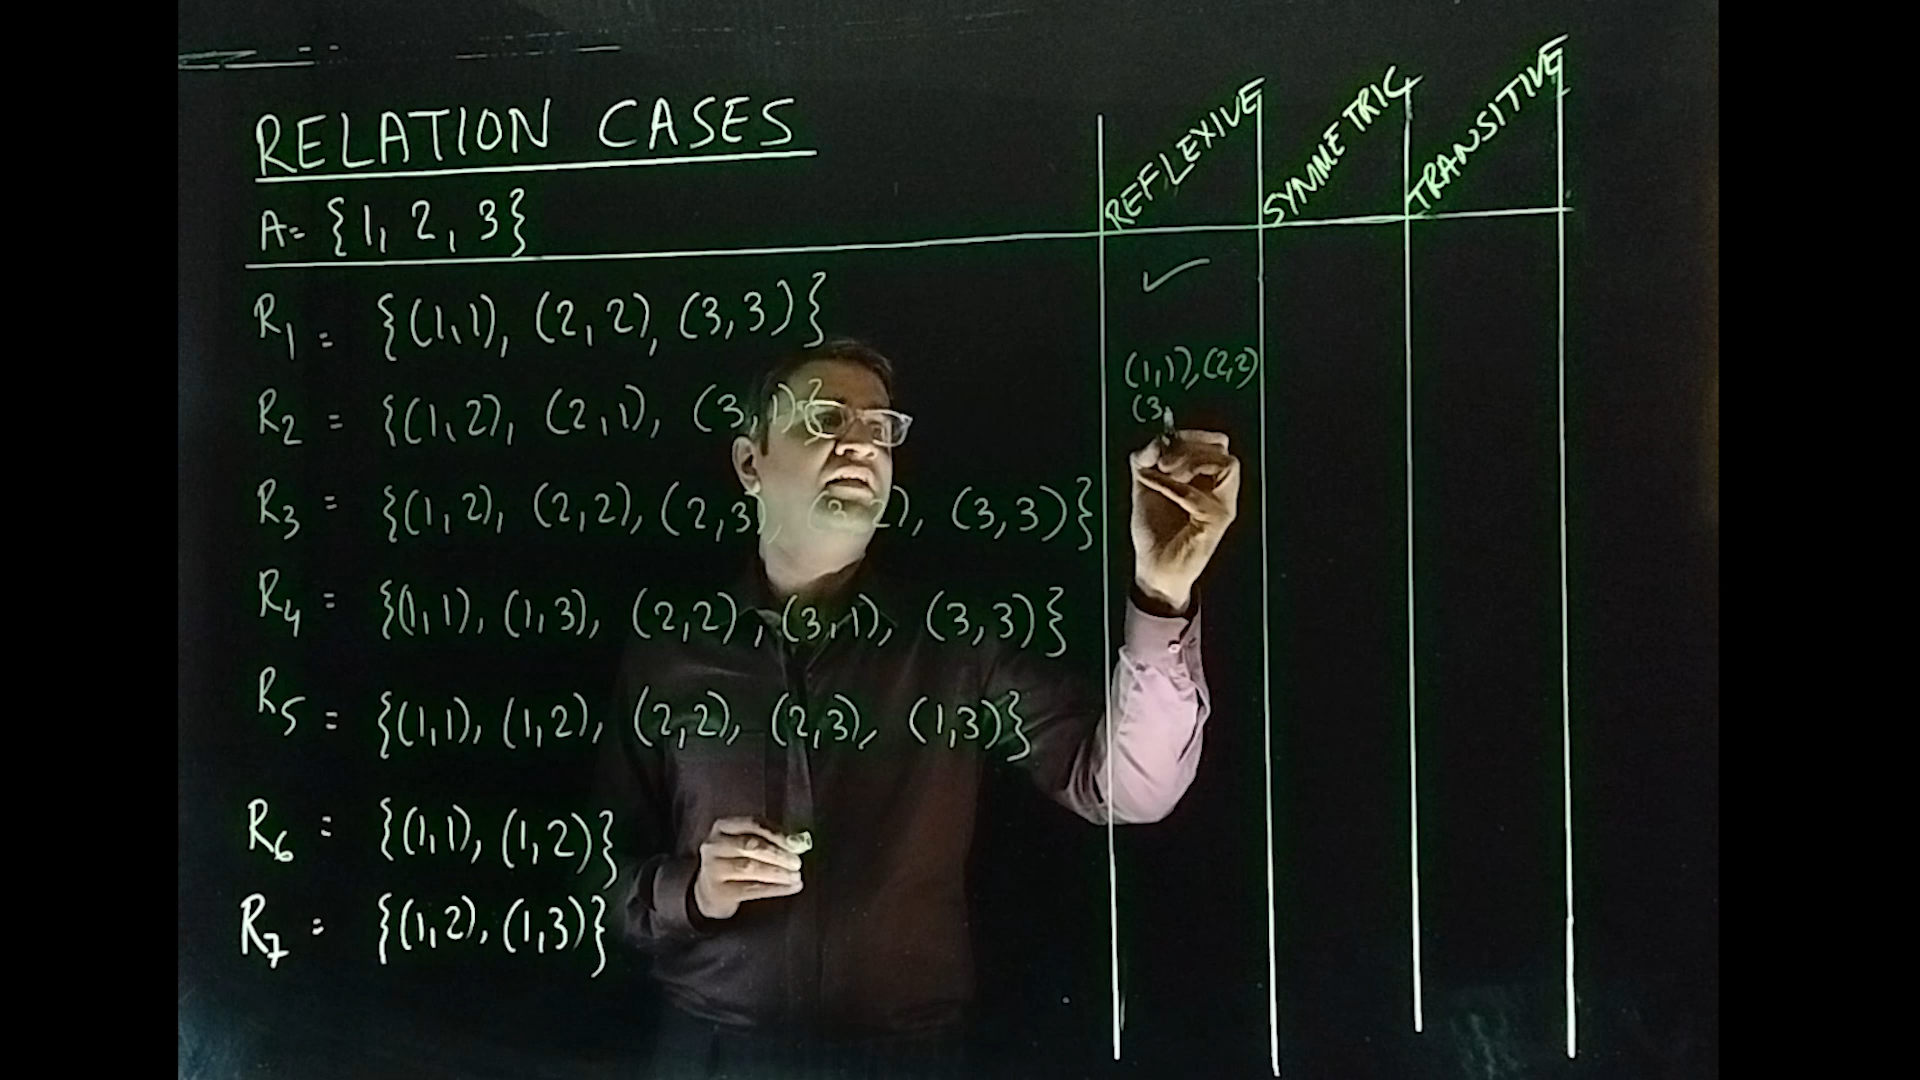 RELATION CASES
A= {1, 2, 3}
REFLEXIVE
SYMMETRIC
TRANSITIVE
R1 = {(1,1), (2,2), (3,3)}
✓
R2 = {(1,2), (2,1), (3,1)}
(1,1), (2,2)
(3,
R3 = {(1,2), (2,2), (2,3), (3,2), (3,3)}
R4 = {(1,1), (1,3), (2,2), (3,1), (3,3)}
R5 = {(1,1), (1,2), (2,2), (2,3), (1,3)}
R6 = {(1,1), (1,2)}
R7 = {(1,2), (1,3)}